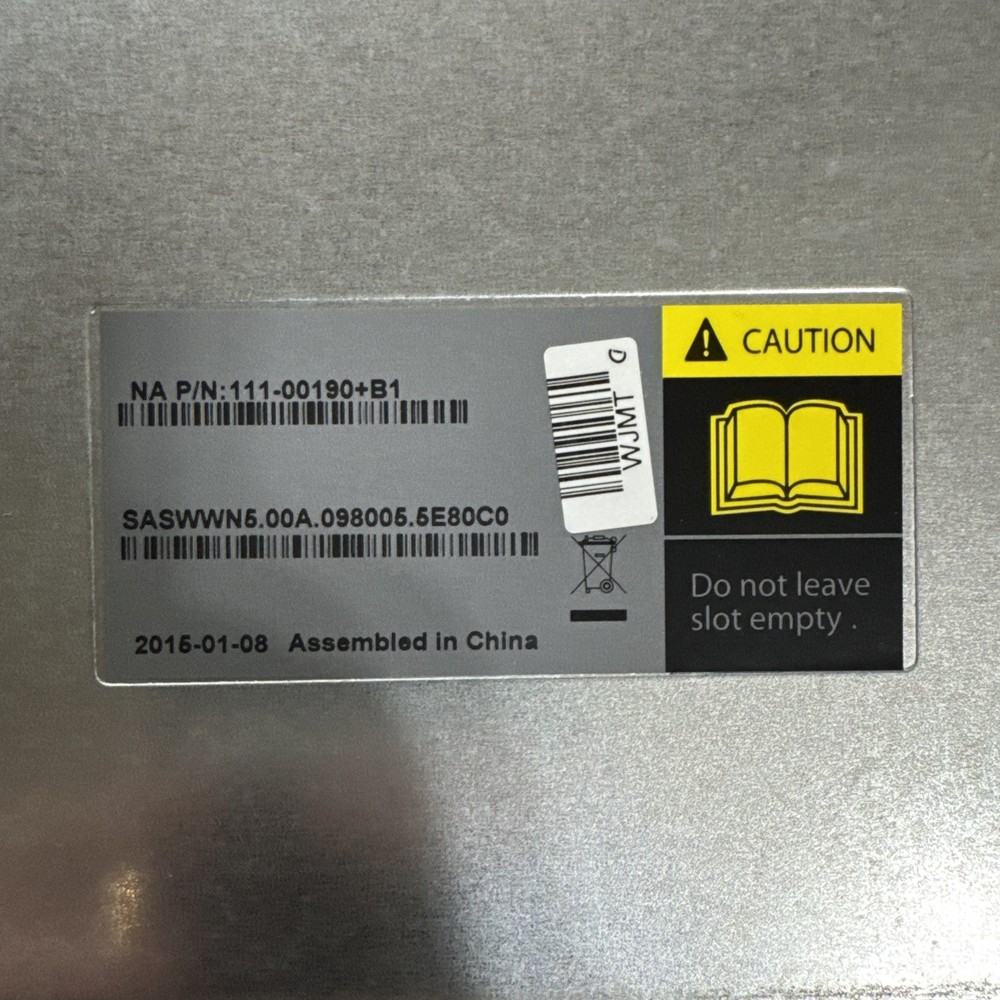 NA P/N:111-00190+B1
SASWWN5.00A.098005.5E80C0
2015-01-08 Assembled in China
WJMT
D
CAUTION
Do not leave
slot empty .